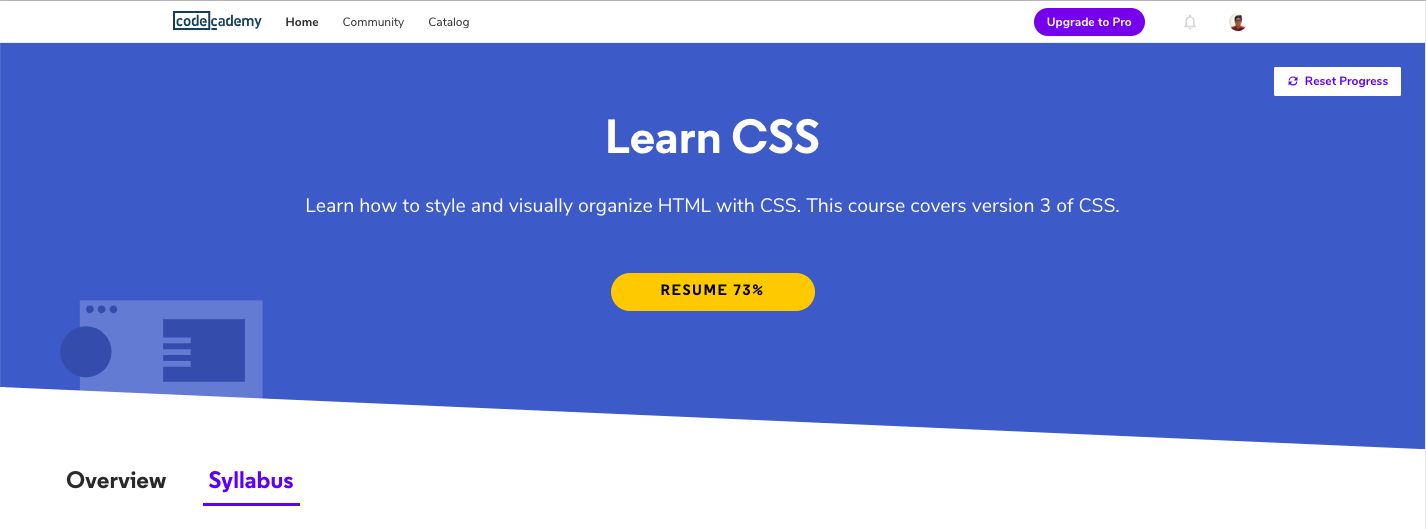 codecademy Home Community Catalog Upgrade to Pro
Reset Progress
Learn CSS
Learn how to style and visually organize HTML with CSS. This course covers version 3 of CSS.
RESUME 73%
Overview Syllabus